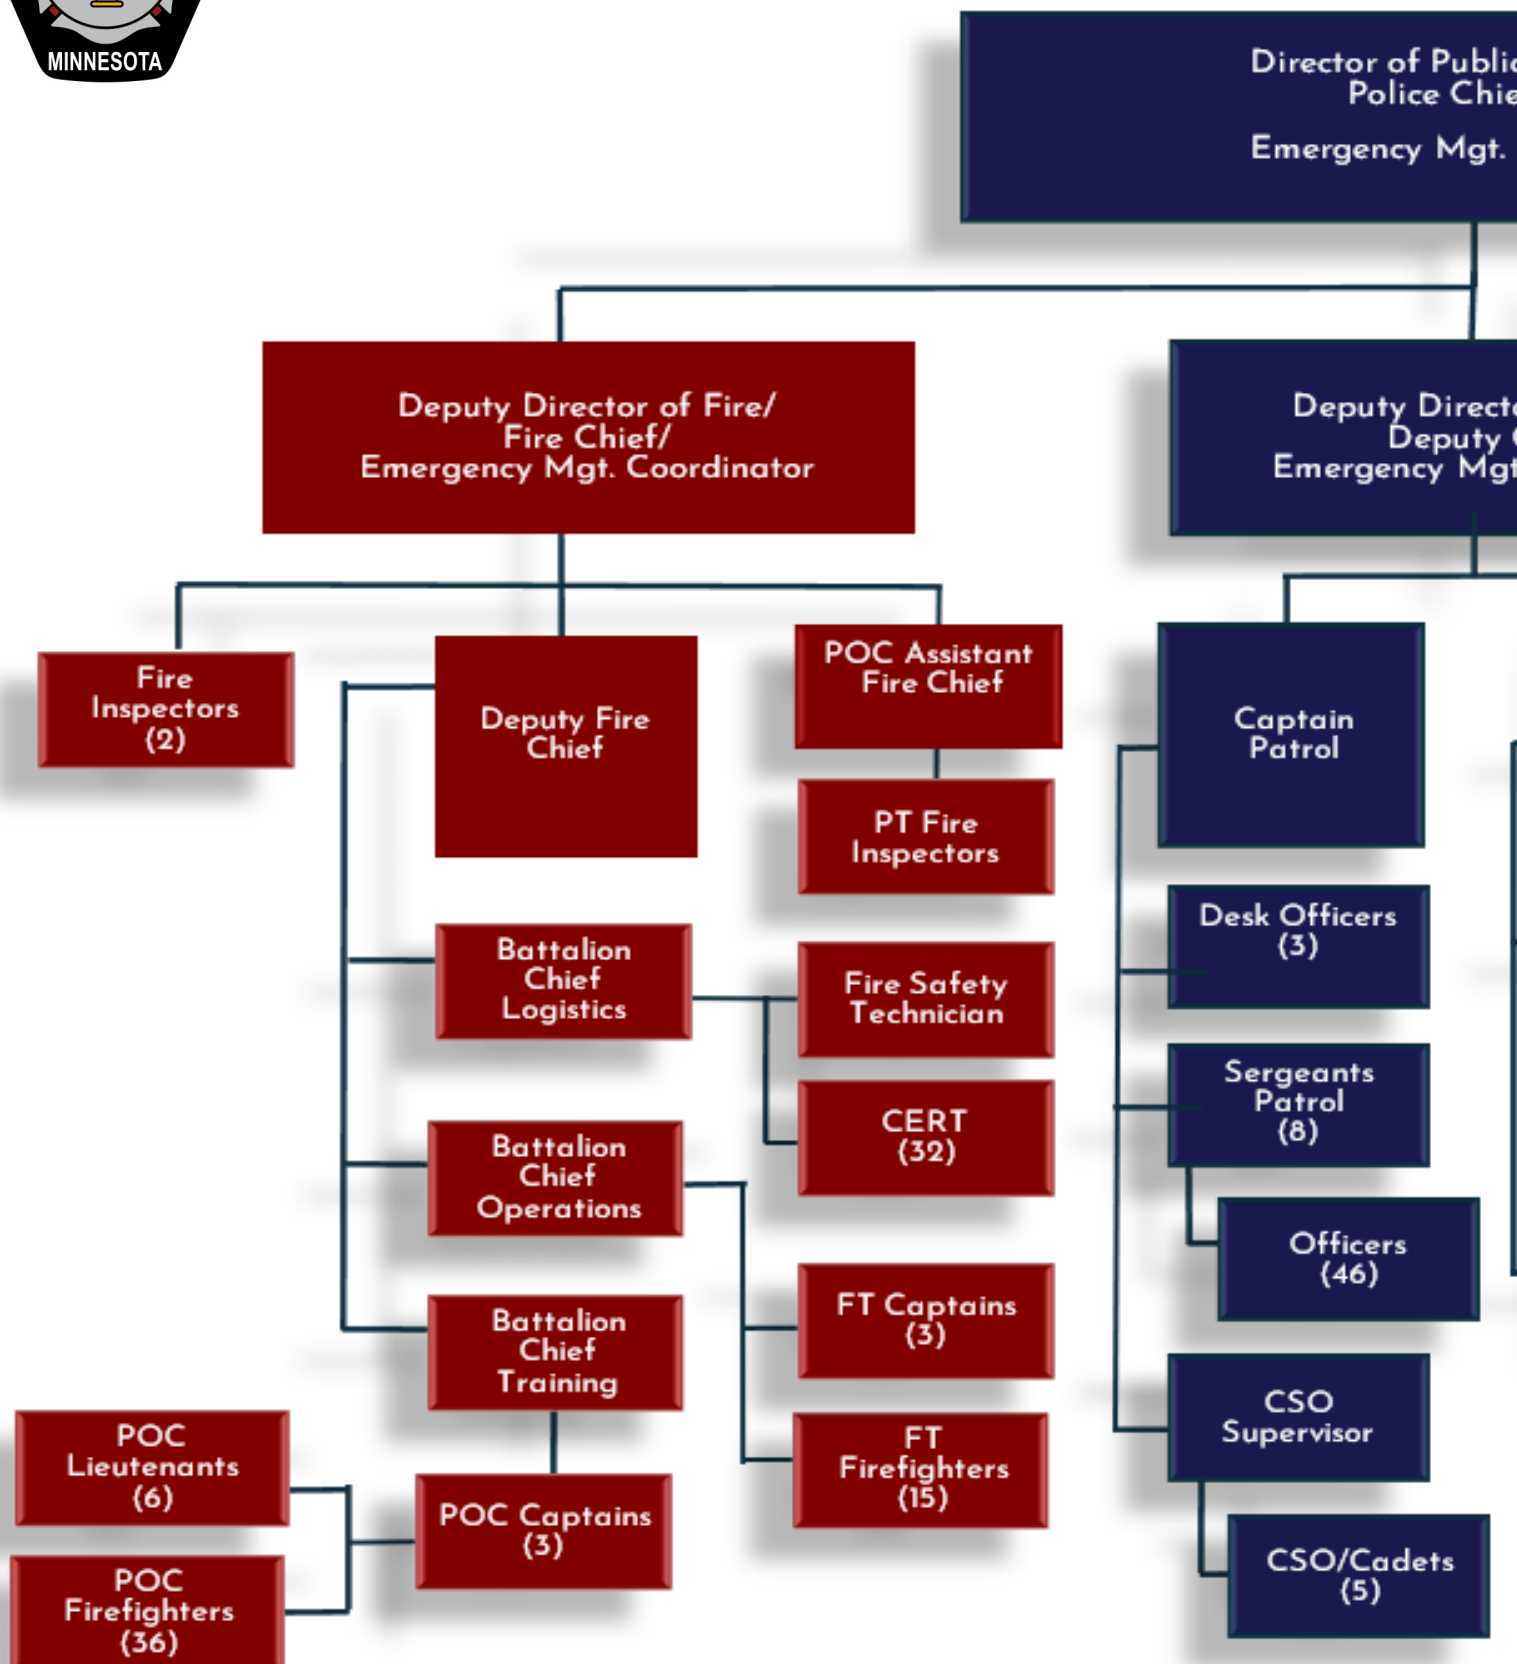 MINNESOTA
Director of Public
Police Chie
Emergency Mgt.
Deputy Director of Fire/
Fire Chief/
Emergency Mgt. Coordinator
Deputy Directo
Deputy
Emergency Mgt
Fire
Inspectors
(2)
Deputy Fire
Chief
POC Assistant
Fire Chief
PT Fire
Inspectors
Captain
Patrol
Battalion
Chief
Logistics
Fire Safety
Technician
CERT
(32)
Desk Officers
(3)
Sergeants
Patrol
(8)
Officers
(46)
Battalion
Chief
Operations
FT Captains
(3)
FT
Firefighters
(15)
Battalion
Chief
Training
POC Captains
(3)
POC
Lieutenants
(6)
POC
Firefighters
(36)
CSO
Supervisor
CSO/Cadets
(5)